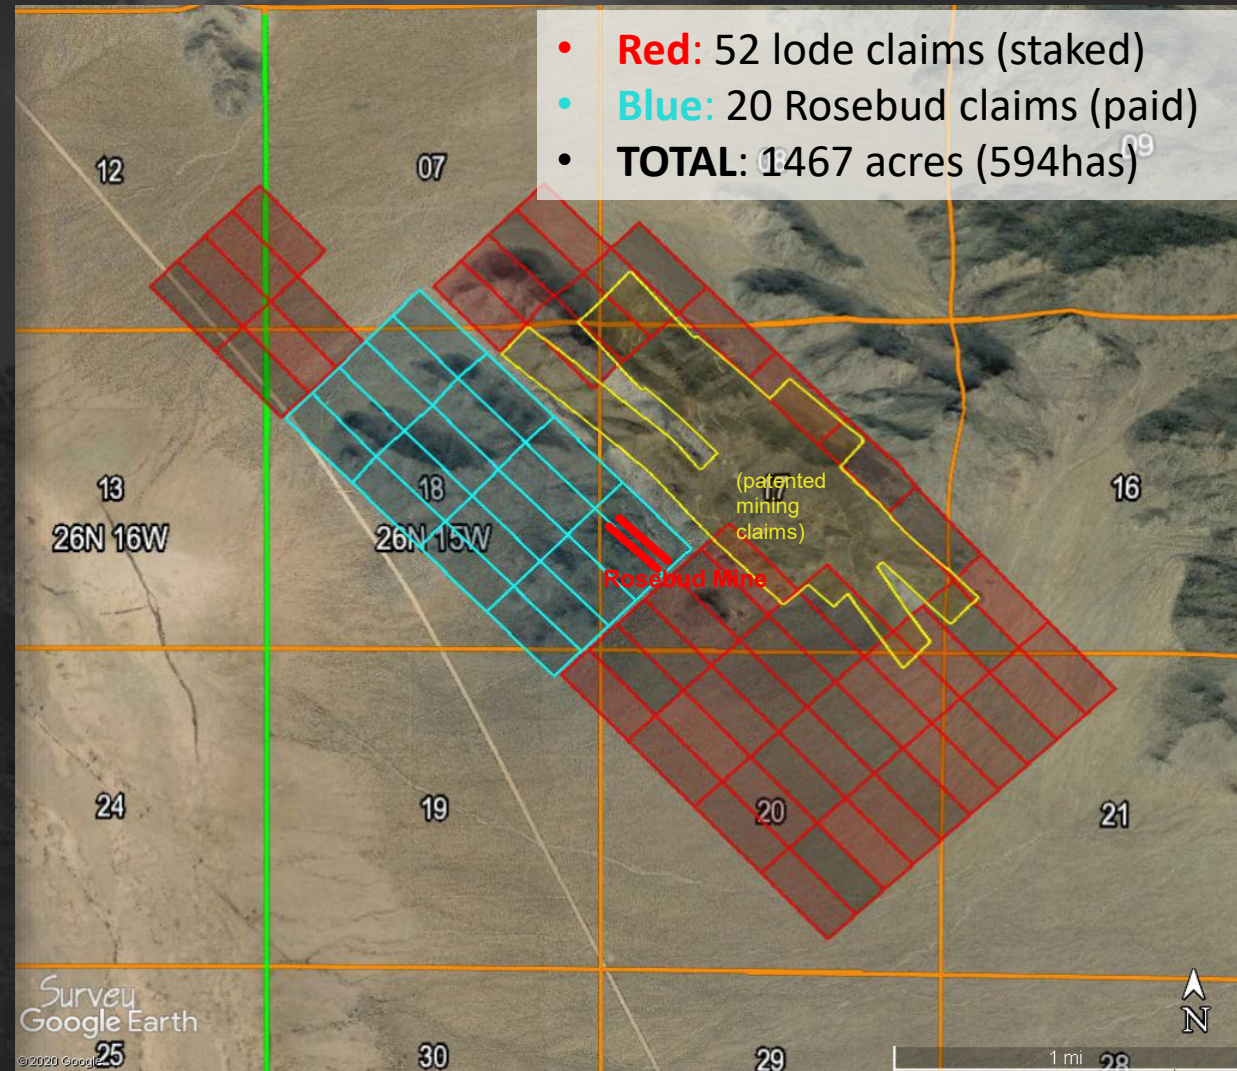 • Red: 52 lode claims (staked)
• Blue: 20 Rosebud claims (paid)
• TOTAL: 1467 acres (594has)
12
07
08
09
13
18
(patented
17
mining
claims)
16
26N 16W
26N 15W
Rosebud Mine
24
19
20
21
Survey
Google Earth
©2020 Google
25
30
29
28
1 mi
N